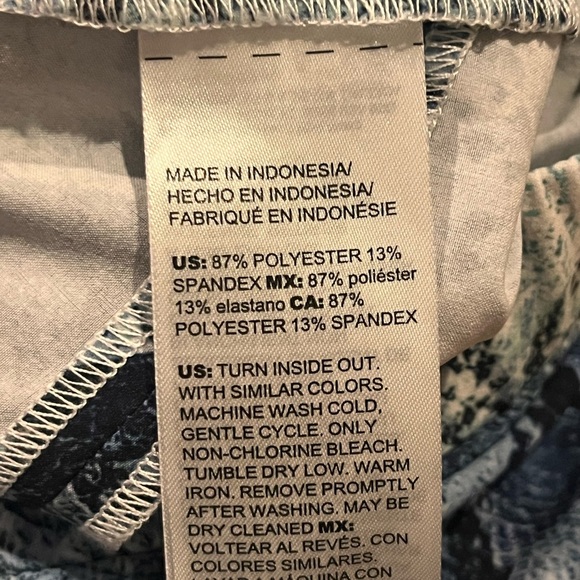 MADE IN INDONESIA/
HECHO EN INDONESIA/
FABRIQUÉ EN INDONÉSIE
US: 87% POLYESTER 13%
SPANDEX MX: 87% poliéster
13% elastano CA: 87%
POLYESTER 13% SPANDEX
US: TURN INSIDE OUT.
WITH SIMILAR COLORS.
MACHINE WASH COLD,
GENTLE CYCLE. ONLY
NON-CHLORINE BLEACH.
TUMBLE DRY LOW. WARM
IRON. REMOVE PROMPTLY
AFTER WASHING. MAY BE
DRY CLEANED MX:
VOLTEAR AL REVÉS. CON
COLORES SIMILARES.
LAVAR A MÁQUINA CON